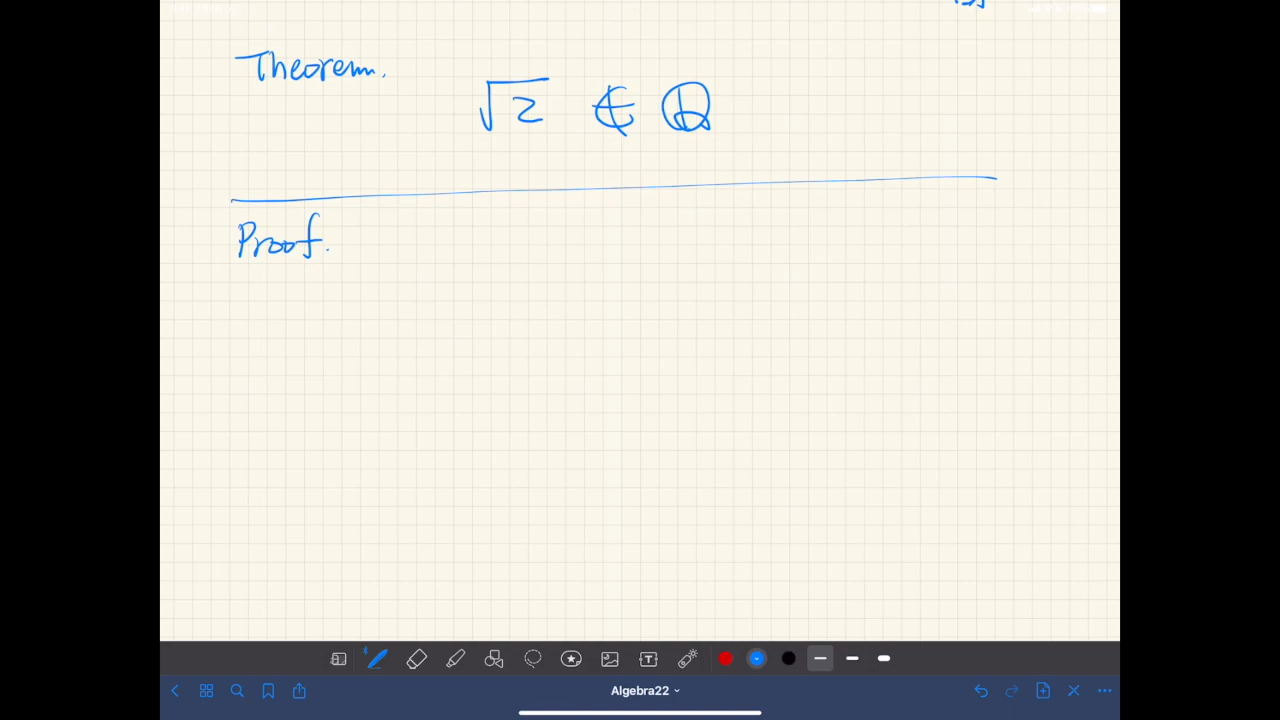 Theorem.
√2 ∉ ℚ
Proof.
T
Algebra22